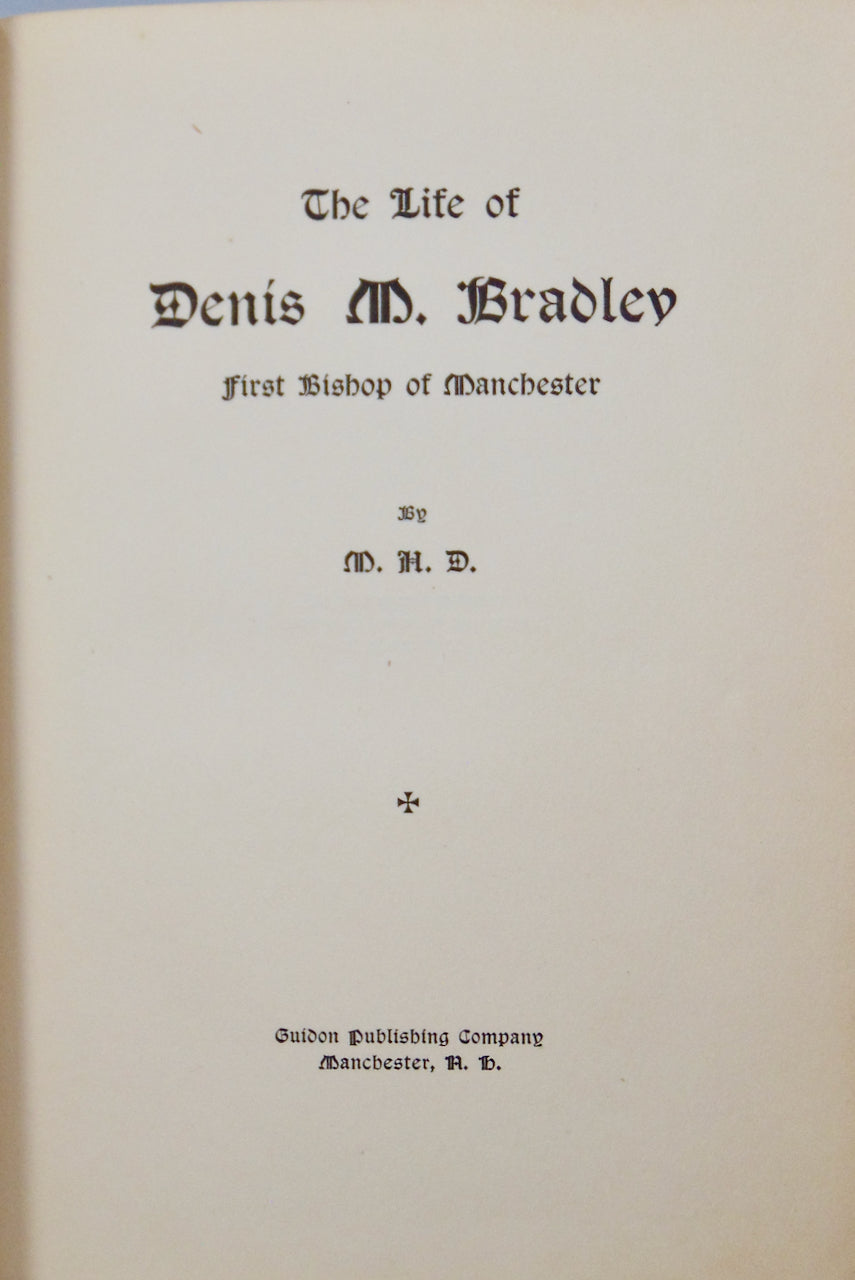 The Life of
Denis M. Bradley
First Bishop of Manchester
By
M. H. D.
Guidon Publishing Company
Manchester, N. H.